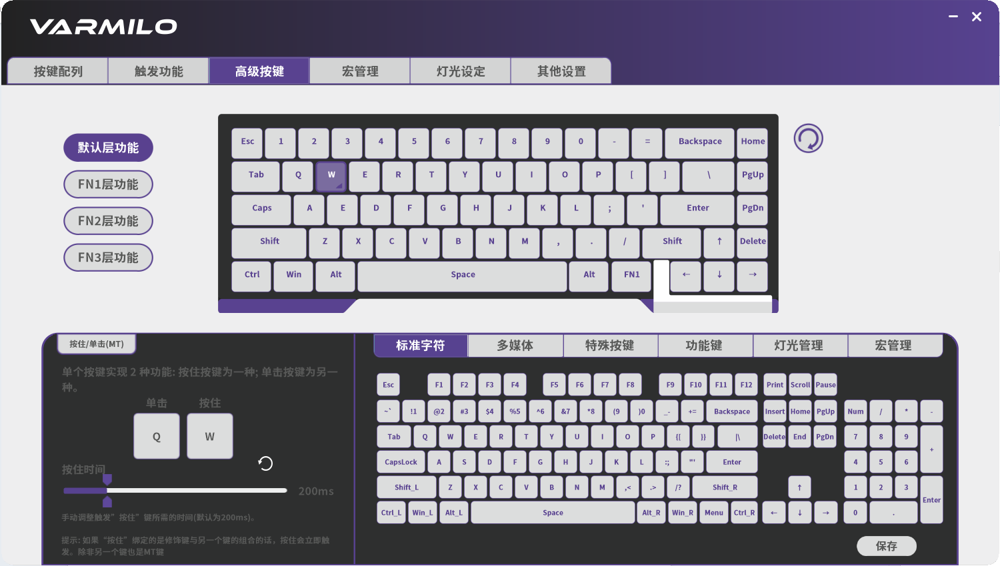 VARMILO
按键配列 触发功能 高级按键 宏管理 灯光设定 其他设置
默认层功能
FN1层功能
FN2层功能
FN3层功能
Esc 1 2 3 4 5 6 7 8 9 0 - = Backspace Home
Tab Q W E R T Y U I O P [ ] \ PgUp
Caps A E D F G H J K L ; ' Enter PgDn
Shift Z X C V B N M , . / Shift ↑ Delete
Ctrl Win Alt Space Alt FN1 ← ↓ →
按住/单击(MT)
单个按键实现 2 种功能: 按住按键为一种; 单击按键为另一
种。
单击 按住
Q W
按住时间
200ms
手动调整触发”按住”键所需的时间(默认为200ms)。
提示: 如果“按住”绑定的是修饰键与另一个键的组合的话，按住会立即触
发。除非另一个键也是MT键
标准字符 多媒体 特殊按键 功能键 灯光管理 宏管理
Esc F1 F2 F3 F4 F5 F6 F7 F8 F9 F10 F11 F12 Print Scroll Pause
~` !1 @2 #3 $4 %5 ^6 &7 *8 (9 )0 _- += Backspace Insert Home PgUp Num / * -
Tab Q W E R T Y U I O P {[ }} |\ Delete End PgDn 7 8 9 +
CapsLock A S D F G H J K L :; "' Enter 4 5 6
Shift_L Z X C V B N M ,< .> /? Shift_R ↑ 1 2 3 Enter
Ctrl_L Win_L Alt_L Space Alt_R Win_R Menu Ctrl_R ← ↓ → 0 .
保存